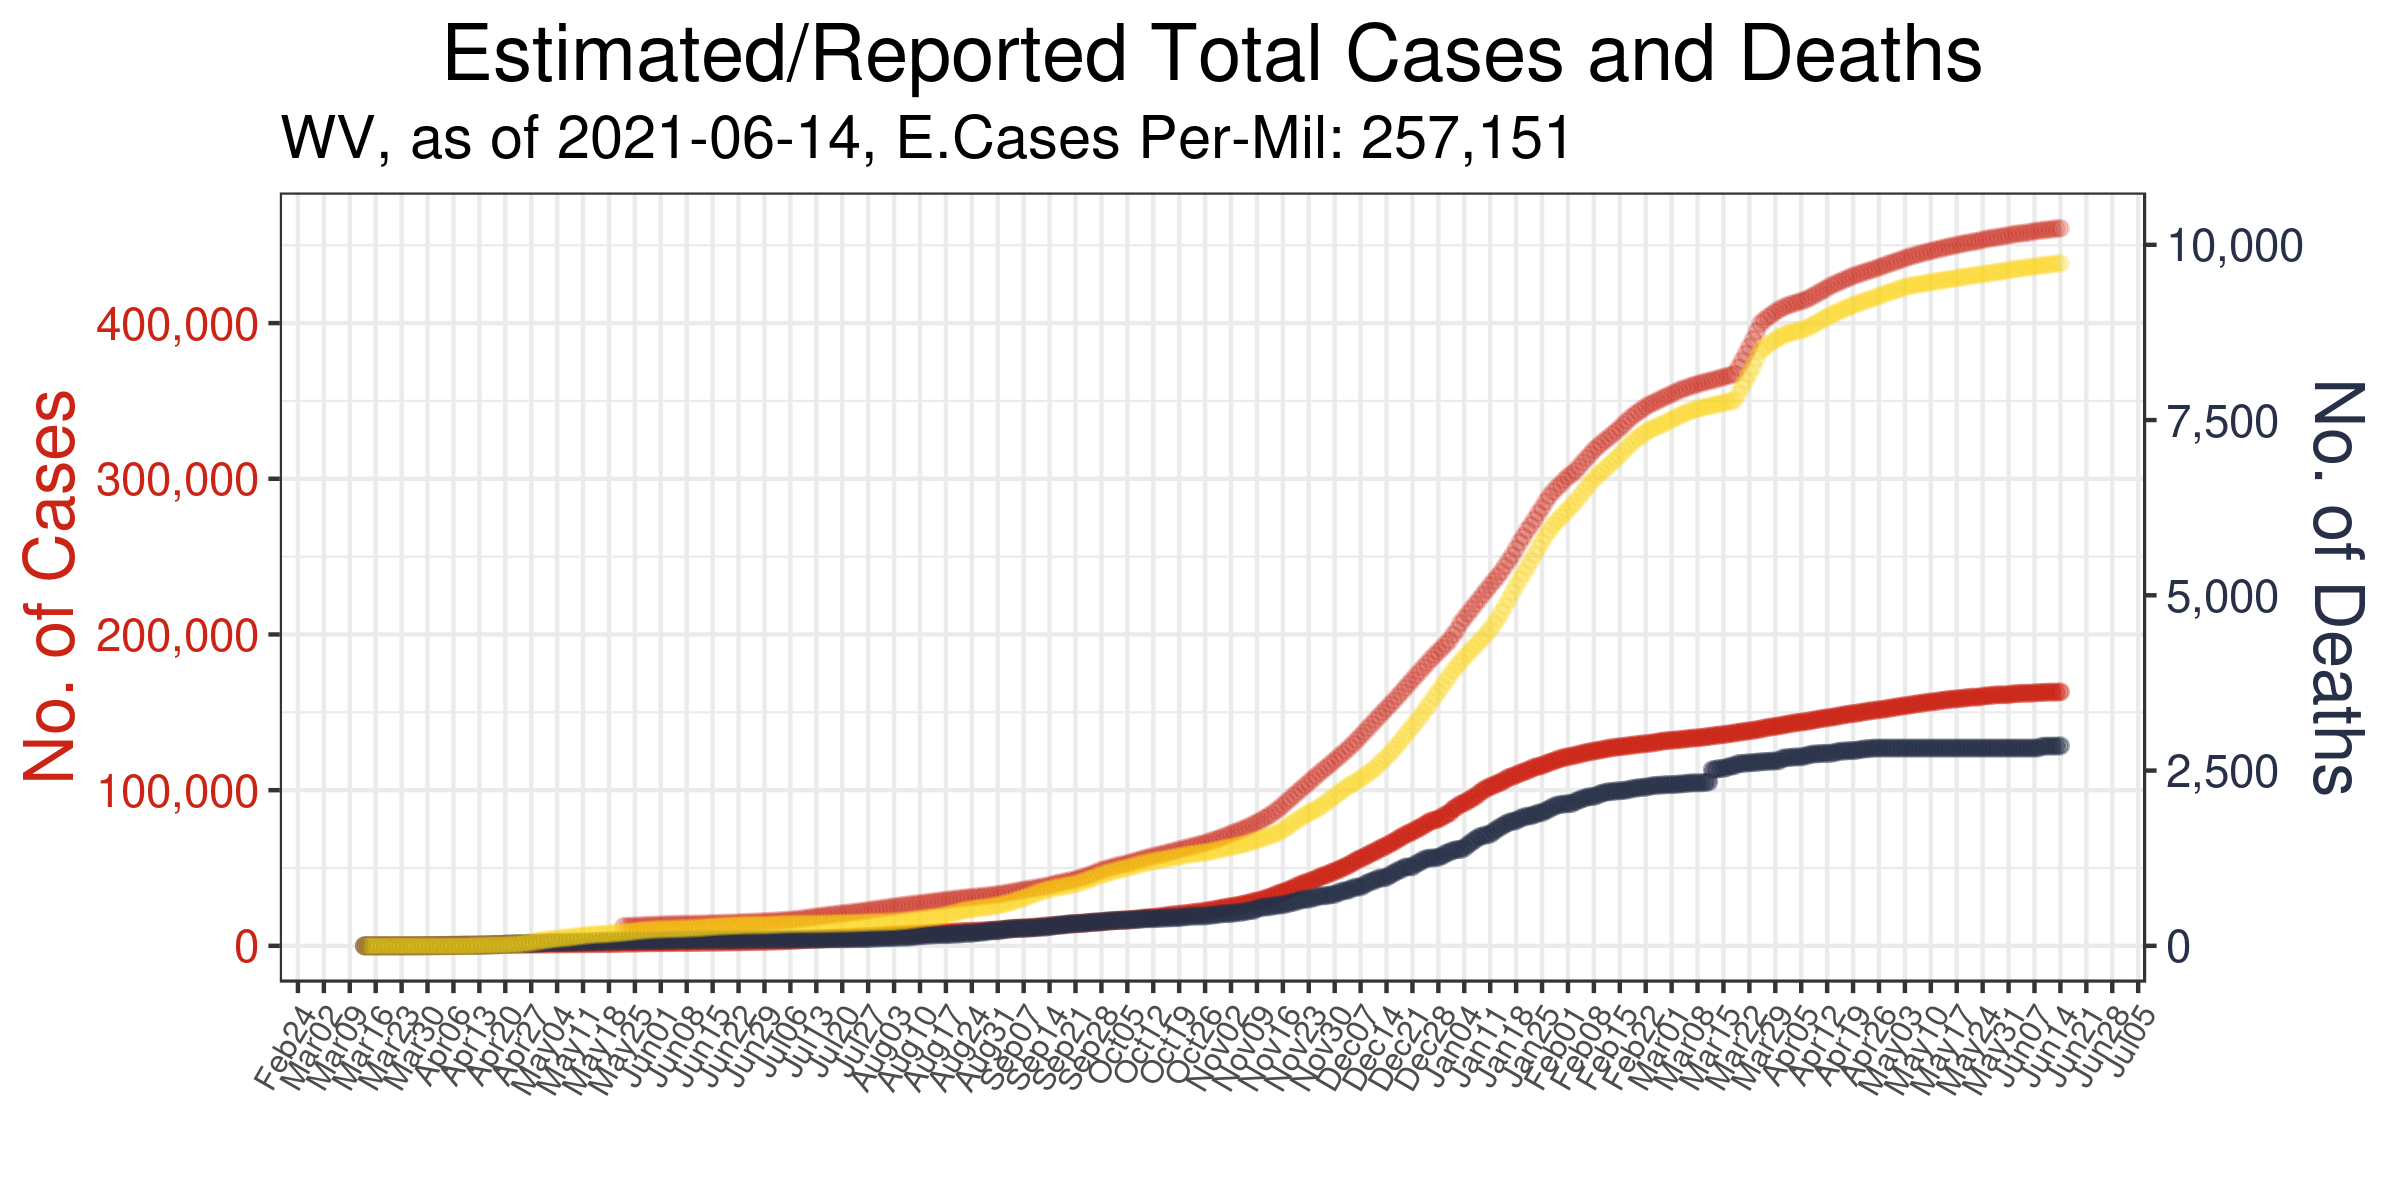 Estimated/Reported Total Cases and Deaths
WV, as of 2021-06-14, E.Cases Per-Mil: 257,151
No. of Cases
400,000
300,000
200,000
100,000
0
10,000
7,500
5,000
2,500
0
No. of Deaths
Feb24
Mar02
Mar09
Mar16
Mar23
Mar30
Apr06
Apr13
Apr20
Apr27
May04
May11
May18
May25
Jun01
Jun08
Jun15
Jun22
Jun29
Jul06
Jul13
Jul20
Jul27
Aug03
Aug10
Aug17
Aug24
Aug31
Sep07
Sep14
Sep21
Sep28
Oct05
Oct12
Oct19
Oct26
Nov02
Nov09
Nov16
Nov23
Nov30
Dec07
Dec14
Dec21
Dec28
Jan04
Jan11
Jan18
Jan25
Feb01
Feb08
Feb15
Feb22
Mar01
Mar08
Mar15
Mar22
Mar29
Apr05
Apr12
Apr19
Apr26
May03
May10
May17
May24
May31
Jun07
Jun14
Jun21
Jun28
Jul05